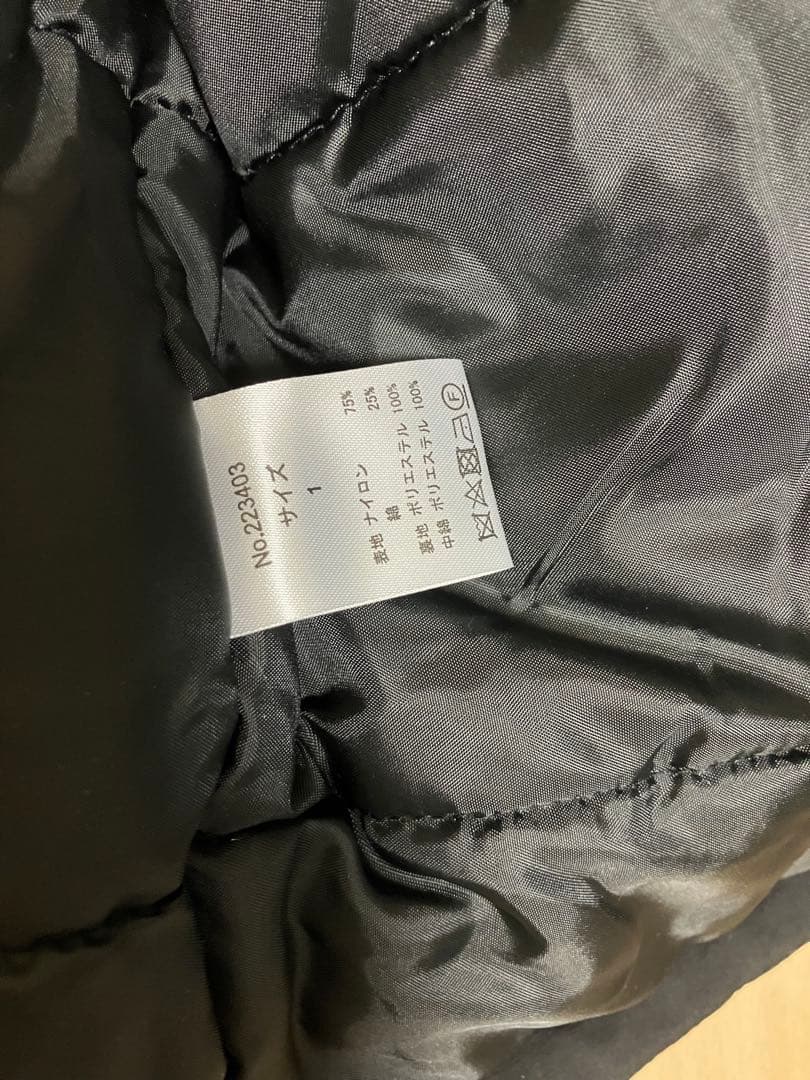 No.223403
サイズ
1
表地 ナイロン 75%
綿 25%
裏地 ポリエステル 100%
中綿 ポリエステル 100%
F